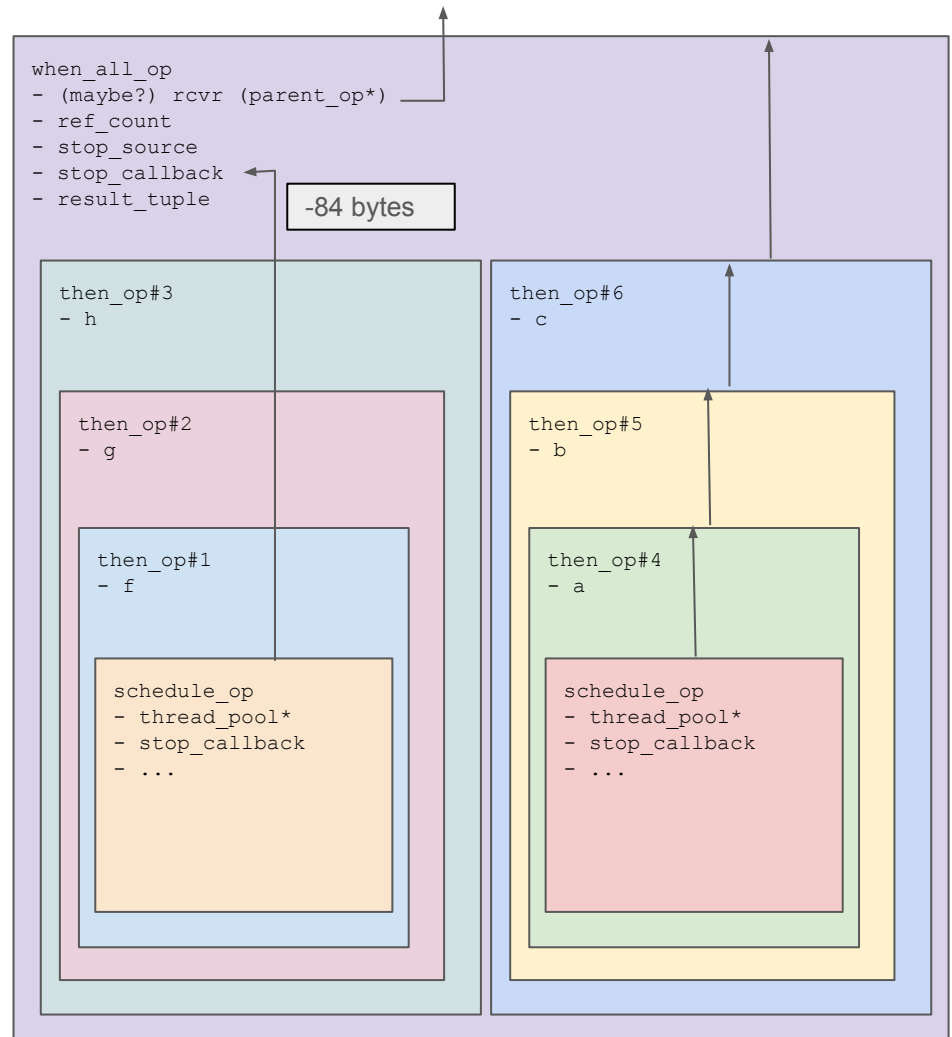 when_all_op
- (maybe?) rcvr (parent_op*)
- ref_count
- stop_source
- stop_callback
- result_tuple
-84 bytes
then_op#3
- h
then_op#2
- g
then_op#1
- f
schedule_op
- thread_pool*
- stop_callback
- ...
then_op#6
- c
then_op#5
- b
then_op#4
- a
schedule_op
- thread_pool*
- stop_callback
- ...